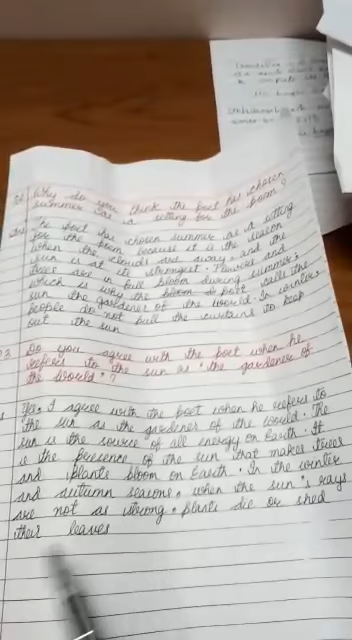 Why do you think the poet has chosen
summer as a setting for the poem?
The poet has chosen summer as a setting
for the poem because it is the season
when the clouds are away, and the
sun is at its strongest. Flowers and
trees are in full bloom during summer,
which is why the poet calls the
sun the gardener of the World. In winter,
people do not pull the curtains to keep
out the sun
Do you agree with the poet when he
refers to the sun as "the gardener of
the World"?
Yes, I agree with the poet when he refers to
the sun as the gardener of the World. The
sun is the source of all energy on Earth. It
is the presence of the sun that makes trees
and plants bloom on Earth. In the winter
and autumn seasons, when the sun's rays
are not as strong, plants die or shed
their leaves